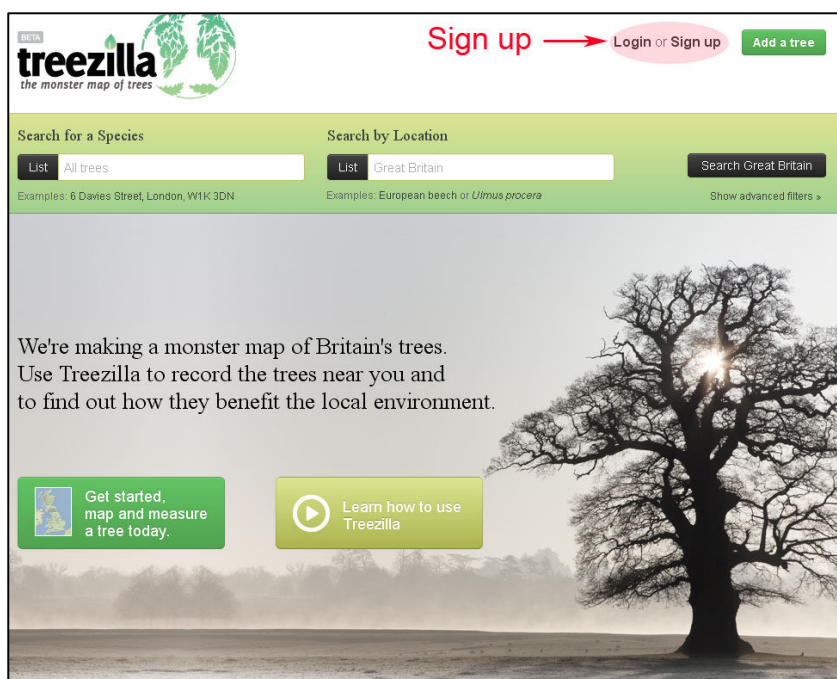 BETA
treezilla
the monster map of trees
Sign up
Login or Sign up
Add a tree
Search for a Species
Search by Location
List
All trees
List
Great Britain
Search Great Britain
Examples: 6 Davies Street, London, W1K 3DN
Examples: European beech or Ulmus procera
Show advanced filters »
We're making a monster map of Britain's trees.
Use Treezilla to record the trees near you and
to find out how they benefit the local environment.
Get started,
map and measure
a tree today.
Learn how to use
Treezilla